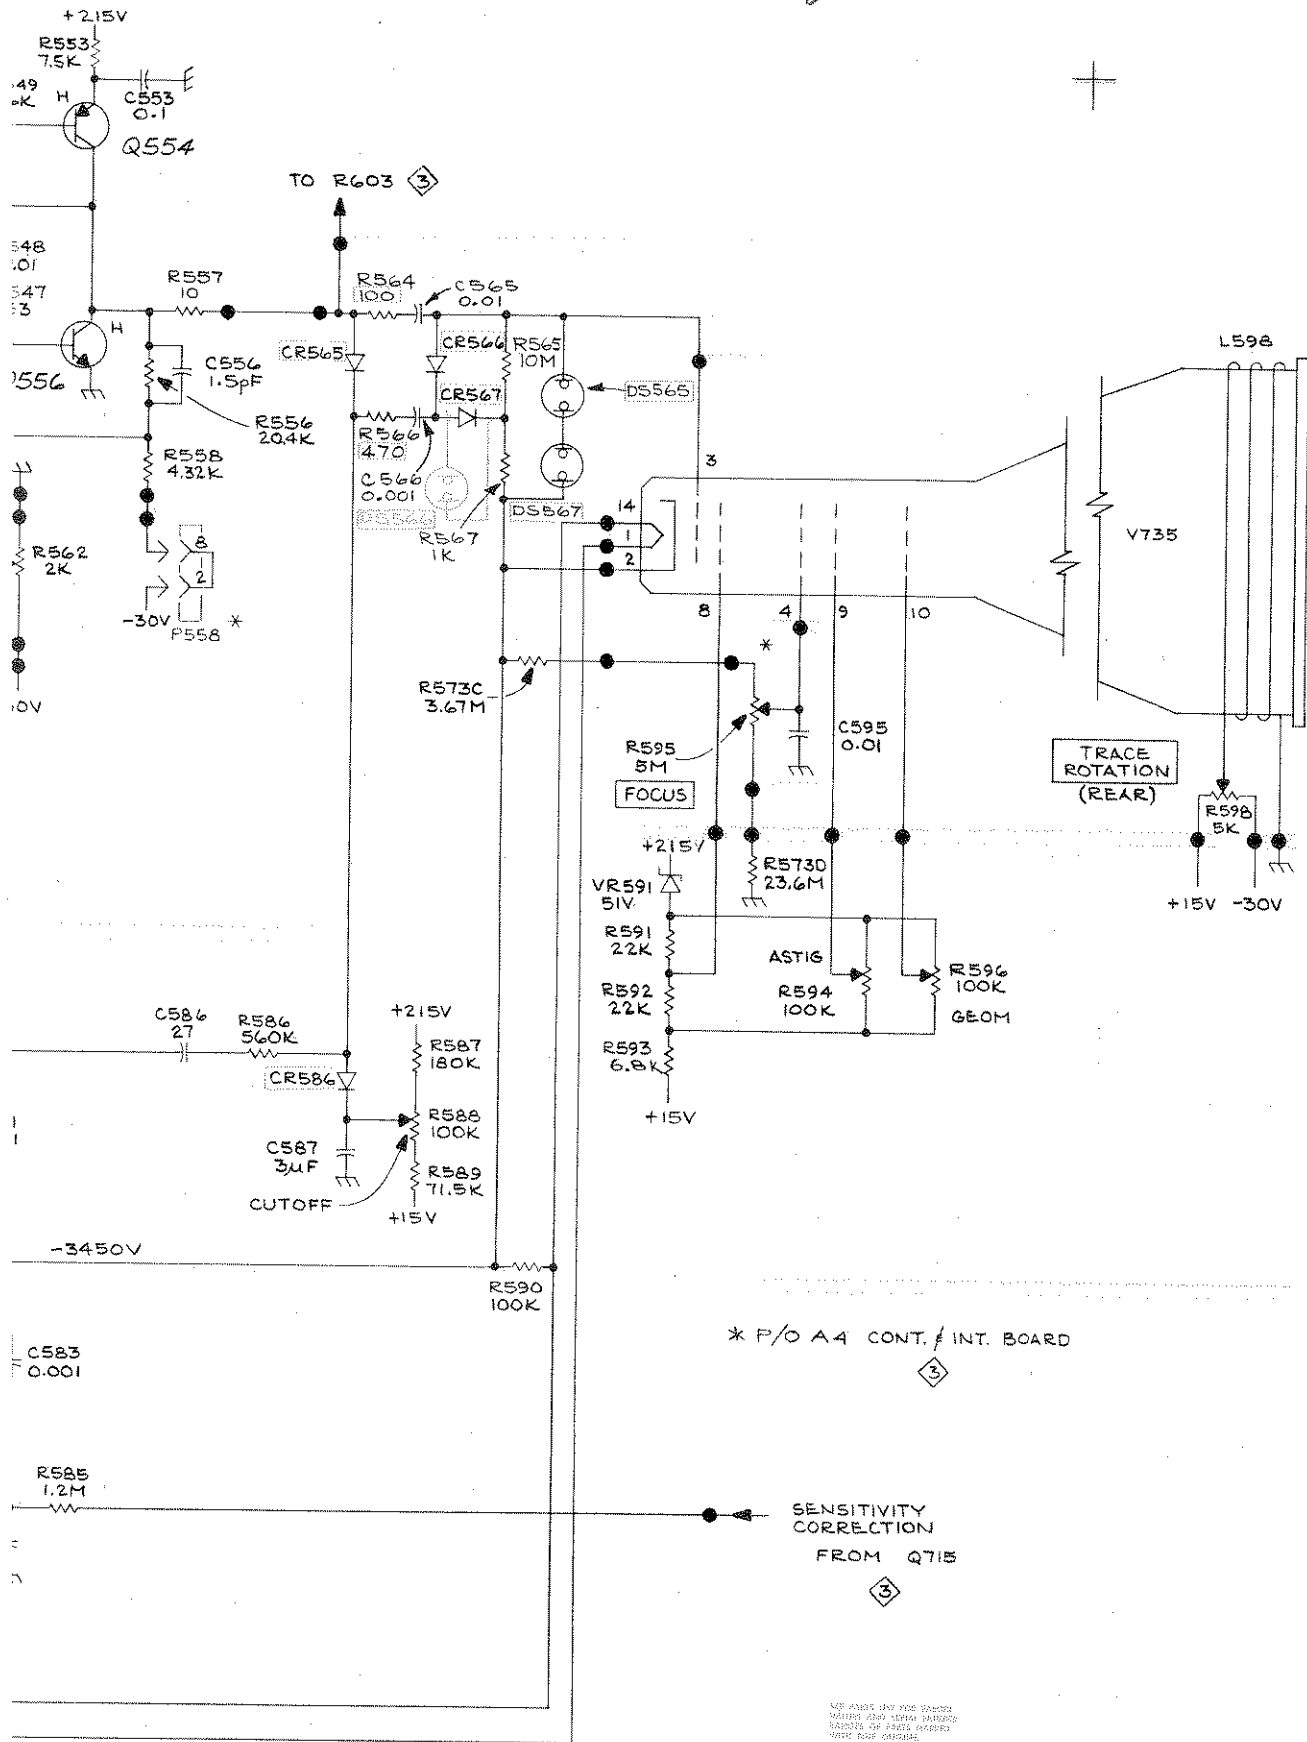 +215V
R553
7.5K
C553
0.1
H
Q554
TO R603 3
R557
10
R564
100
C565
0.01
H
C556
1.5pF
CR565
CR566
R565
10M
DS565
CR567
R556
20.4K
R558
4.32K
R566
470
C566
0.001
DS566
R567
1K
DS567
3
14
1
2
L598
V735
R562
2K
8
1
2
-30V
P558
*
8
4
9
10
*
R573C
3.67M
R595
5M
FOCUS
C595
0.01
TRACE
ROTATION
(REAR)
R598
5K
+15V -30V
+215V
VR591
51V
R573D
23.6M
R591
22K
ASTIG
R592
22K
R594
100K
R596
100K
GEOM
R593
6.8K
+15V
C586
27
R586
560K
+215V
R587
180K
CR586
R588
100K
C587
3µF
R589
71.5K
CUTOFF
+15V
-3450V
R590
100K
* P/O A4 CONT. & INT. BOARD
3
C583
0.001
R585
1.2M
SENSITIVITY
CORRECTION
FROM Q715
3